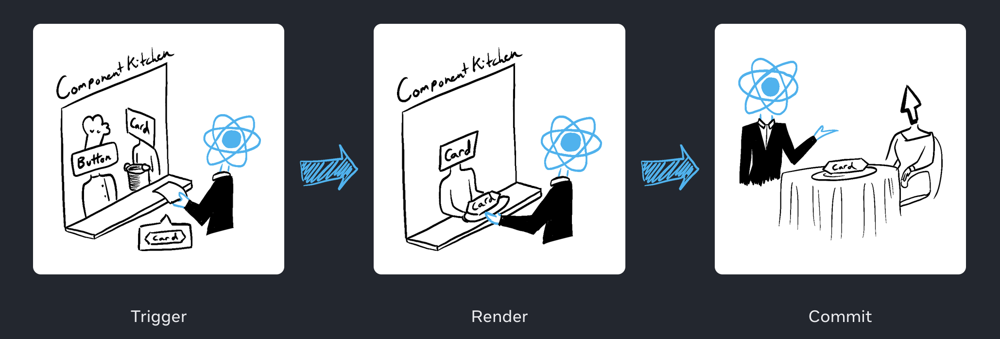 Component Kitchen
Button
Card
Card
Trigger
Component Kitchen
Card
Card
Render
Card
Commit